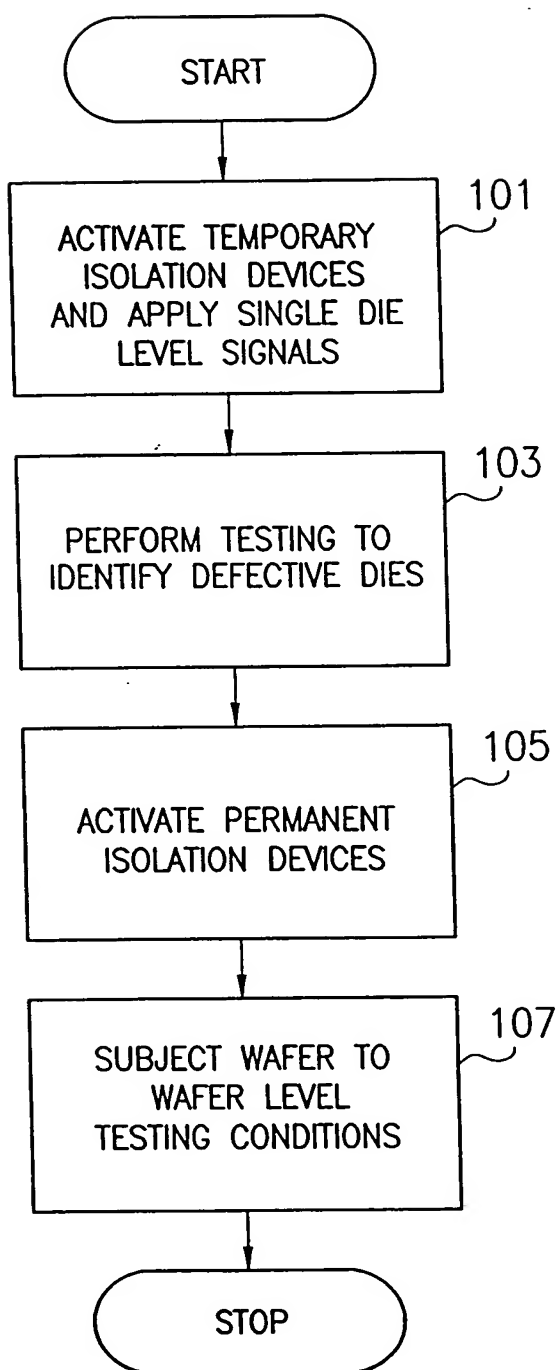 START
101
ACTIVATE TEMPORARY
ISOLATION DEVICES
AND APPLY SINGLE DIE
LEVEL SIGNALS
103
PERFORM TESTING TO
IDENTIFY DEFECTIVE DIES
105
ACTIVATE PERMANENT
ISOLATION DEVICES
107
SUBJECT WAFER TO
WAFER LEVEL
TESTING CONDITIONS
STOP